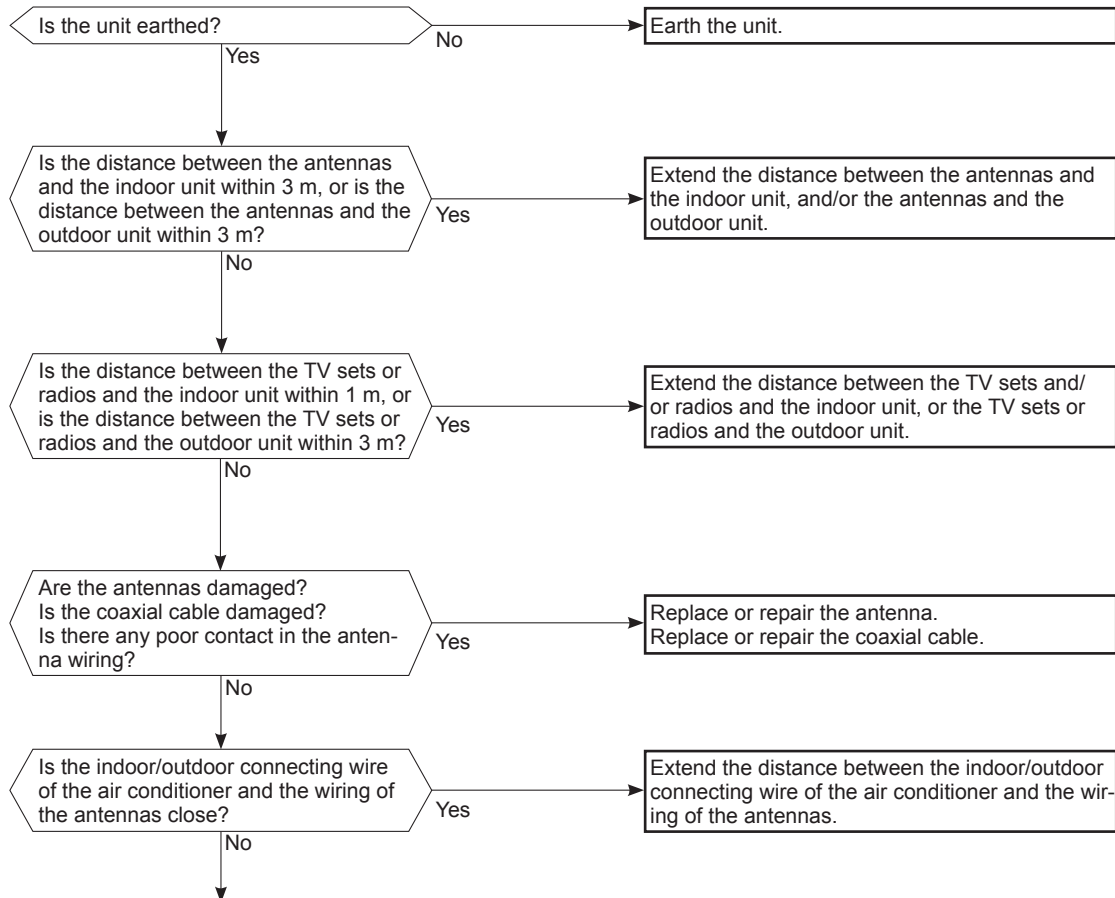 Is the unit earthed?
No
Earth the unit.
Yes
Is the distance between the antennas
and the indoor unit within 3 m, or is the
distance between the antennas and the
outdoor unit within 3 m?
Yes
Extend the distance between the antennas and
the indoor unit, and/or the antennas and the
outdoor unit.
No
Is the distance between the TV sets or
radios and the indoor unit within 1 m, or
is the distance between the TV sets or
radios and the outdoor unit within 3 m?
Yes
Extend the distance between the TV sets and/
or radios and the indoor unit, or the TV sets or
radios and the outdoor unit.
No
Are the antennas damaged?
Is the coaxial cable damaged?
Is there any poor contact in the anten-
na wiring?
Yes
Replace or repair the antenna.
Replace or repair the coaxial cable.
No
Is the indoor/outdoor connecting wire
of the air conditioner and the wiring of
the antennas close?
Yes
Extend the distance between the indoor/outdoor
connecting wire of the air conditioner and the wir-
ing of the antennas.
No